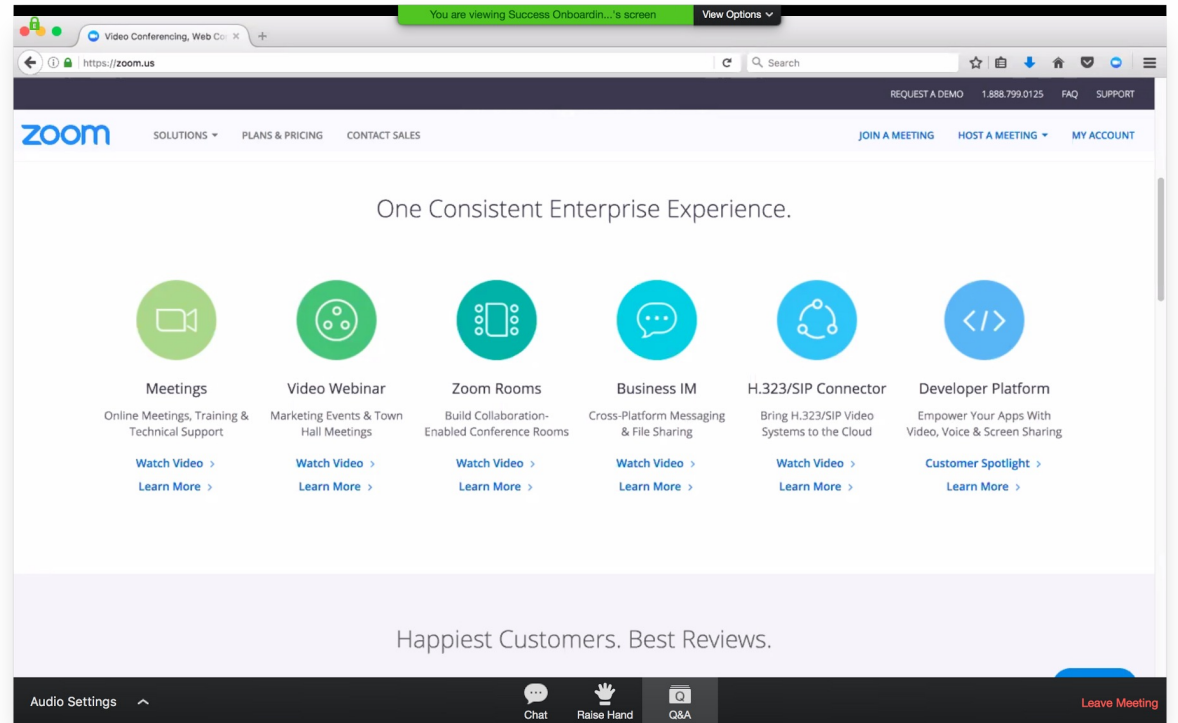 You are viewing Success Onboardin...'s screen View Options
Video Conferencing, Web Co ×
https://zoom.us Search
REQUEST A DEMO 1.888.799.0125 FAQ SUPPORT
zoom SOLUTIONS PLANS & PRICING CONTACT SALES JOIN A MEETING HOST A MEETING MY ACCOUNT
One Consistent Enterprise Experience.
</> 
Meetings Video Webinar Zoom Rooms Business IM H.323/SIP Connector Developer Platform
Online Meetings, Training & Marketing Events & Town Build Collaboration- Cross-Platform Messaging Bring H.323/SIP Video Empower Your Apps With
Technical Support Hall Meetings Enabled Conference Rooms & File Sharing Systems to the Cloud Video, Voice & Screen Sharing
Watch Video > Watch Video > Watch Video > Watch Video > Watch Video > Customer Spotlight >
Learn More > Learn More > Learn More > Learn More > Learn More > Learn More >
Happiest Customers. Best Reviews.
Audio Settings Chat Raise Hand Q Q&A Leave Meeting